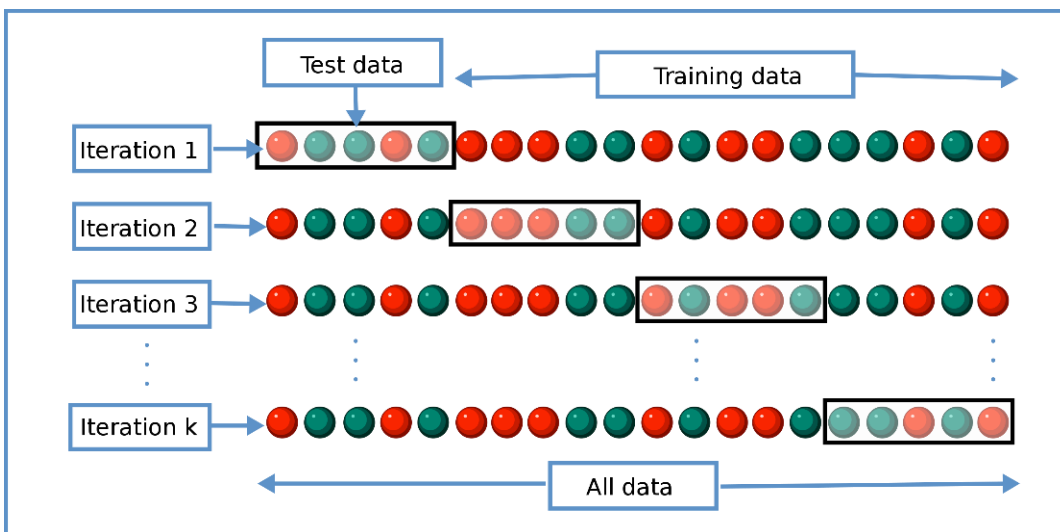 Test data
Training data
Iteration 1
Iteration 2
Iteration 3
Iteration k
All data